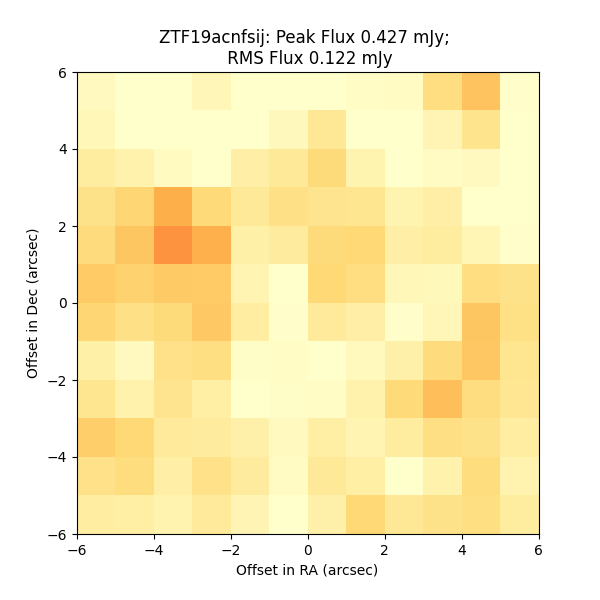 ZTF19acnfsij: Peak Flux 0.427 mJy;
RMS Flux 0.122 mJy
6
4
2
0
−2
−4
−6
Offset in Dec (arcsec)
−6 −4 −2 0 2 4 6
Offset in RA (arcsec)